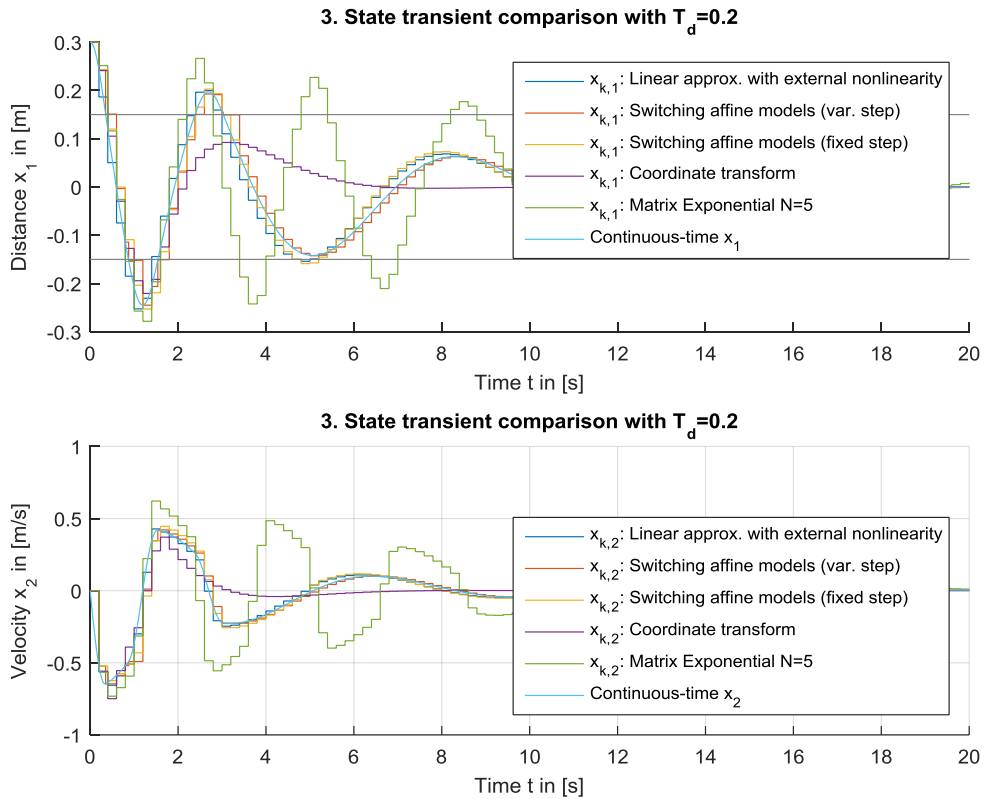 3. State transient comparison with T_d=0.2
0.3
0.2
0.1
0
-0.1
-0.2
-0.3
Distance x_1 in [m]
x_k,1: Linear approx. with external nonlinearity
x_k,1: Switching affine models (var. step)
x_k,1: Switching affine models (fixed step)
x_k,1: Coordinate transform
x_k,1: Matrix Exponential N=5
Continuous-time x_1
0 2 4 6 8 10 12 14 16 18 20
Time t in [s]
3. State transient comparison with T_d=0.2
1
0.5
0
-0.5
-1
Velocity x_2 in [m/s]
x_k,2: Linear approx. with external nonlinearity
x_k,2: Switching affine models (var. step)
x_k,2: Switching affine models (fixed step)
x_k,2: Coordinate transform
x_k,2: Matrix Exponential N=5
Continuous-time x_2
0 2 4 6 8 10 12 14 16 18 20
Time t in [s]